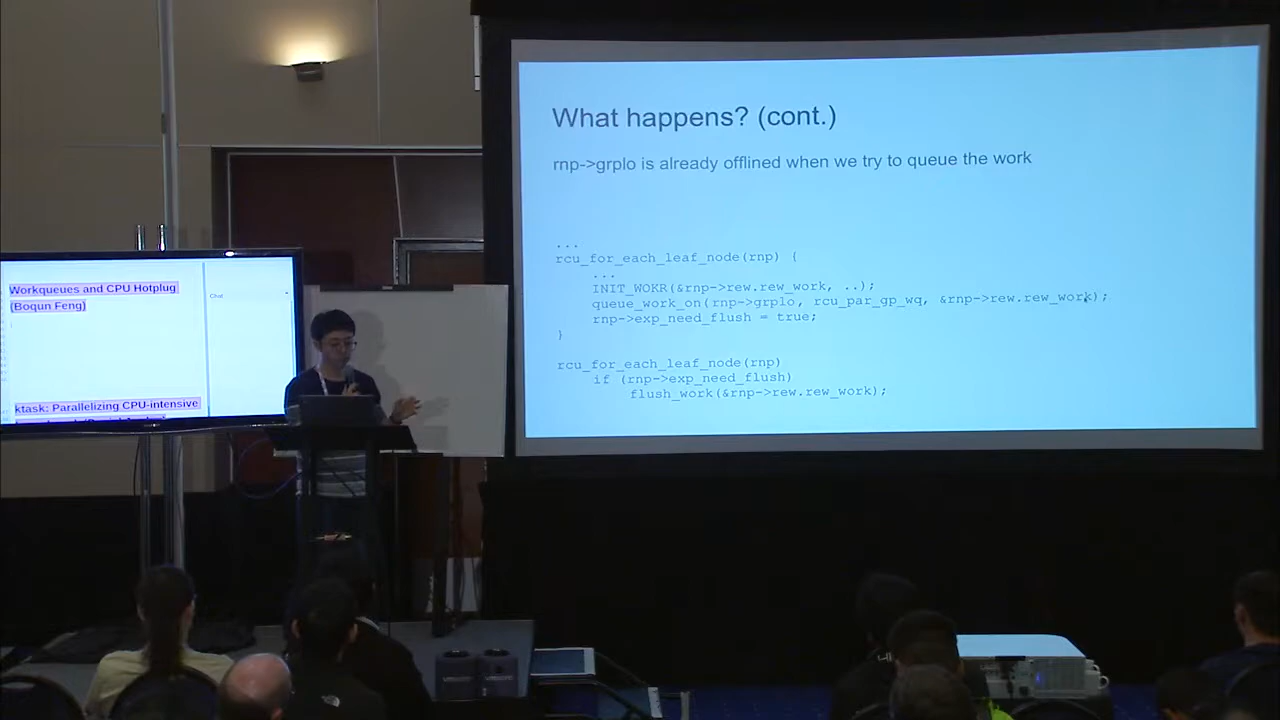 What happens? (cont.)
rnp->grplo is already offlined when we try to queue the work
...
rcu_for_each_leaf_node(rnp) {
...
INIT_WOKR(&rnp->rew.rew_work, ..);
queue_work_on(rnp->grplo, rcu_par_gp_wq, &rnp->rew.rew_work);
rnp->exp_need_flush = true;
}
rcu_for_each_leaf_node(rnp)
if (rnp->exp_need_flush)
flush_work(&rnp->rew.rew_work);
Workqueues and CPU Hotplug
(Boqun Feng)
Chat
ktask: Parallelizing CPU-intensive